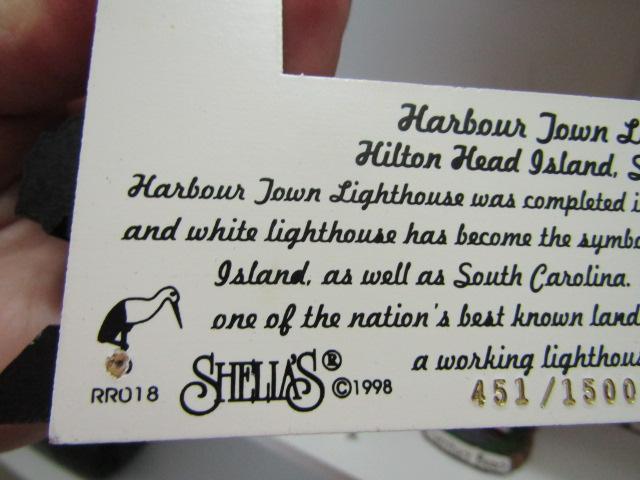 Harbour Town
Hilton Head Island,
Harbour Town Lighthouse was completed
and white lighthouse has become the
Island, as well as South Carolina.
one of the nation's best known
a working
RR018 SHELIA'S® ©1998 451/1500